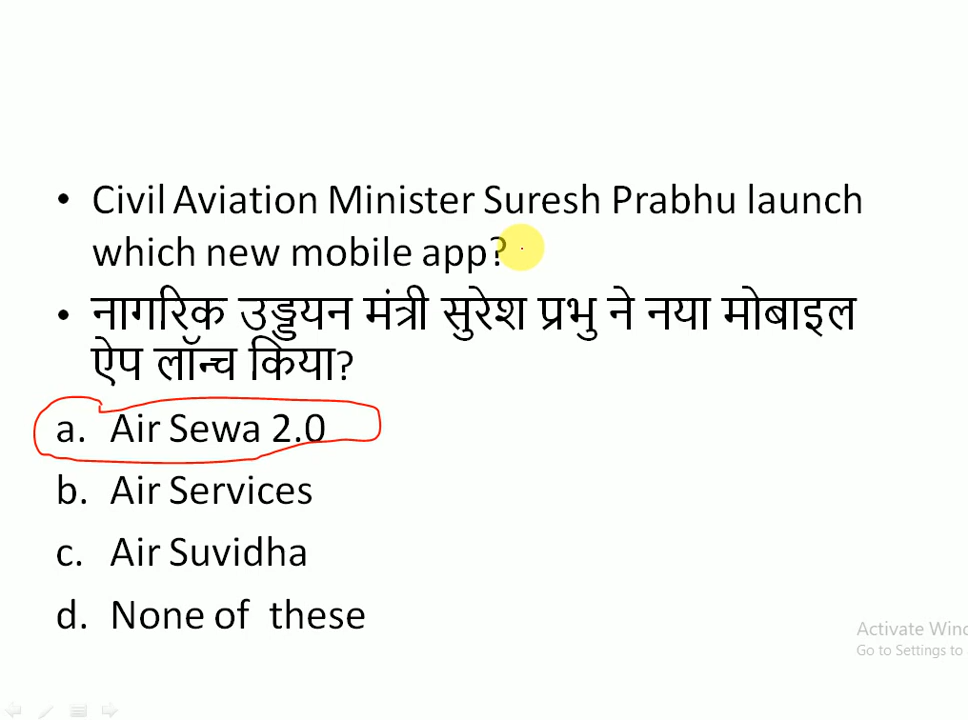 • Civil Aviation Minister Suresh Prabhu launch
which new mobile app?
• नागरिक उड्डयन मंत्री सुरेश प्रभु ने नया मोबाइल
ऐप लॉन्च किया?
a. Air Sewa 2.0
b. Air Services
c. Air Suvidha
d. None of these
Activate Wind
Go to Settings to